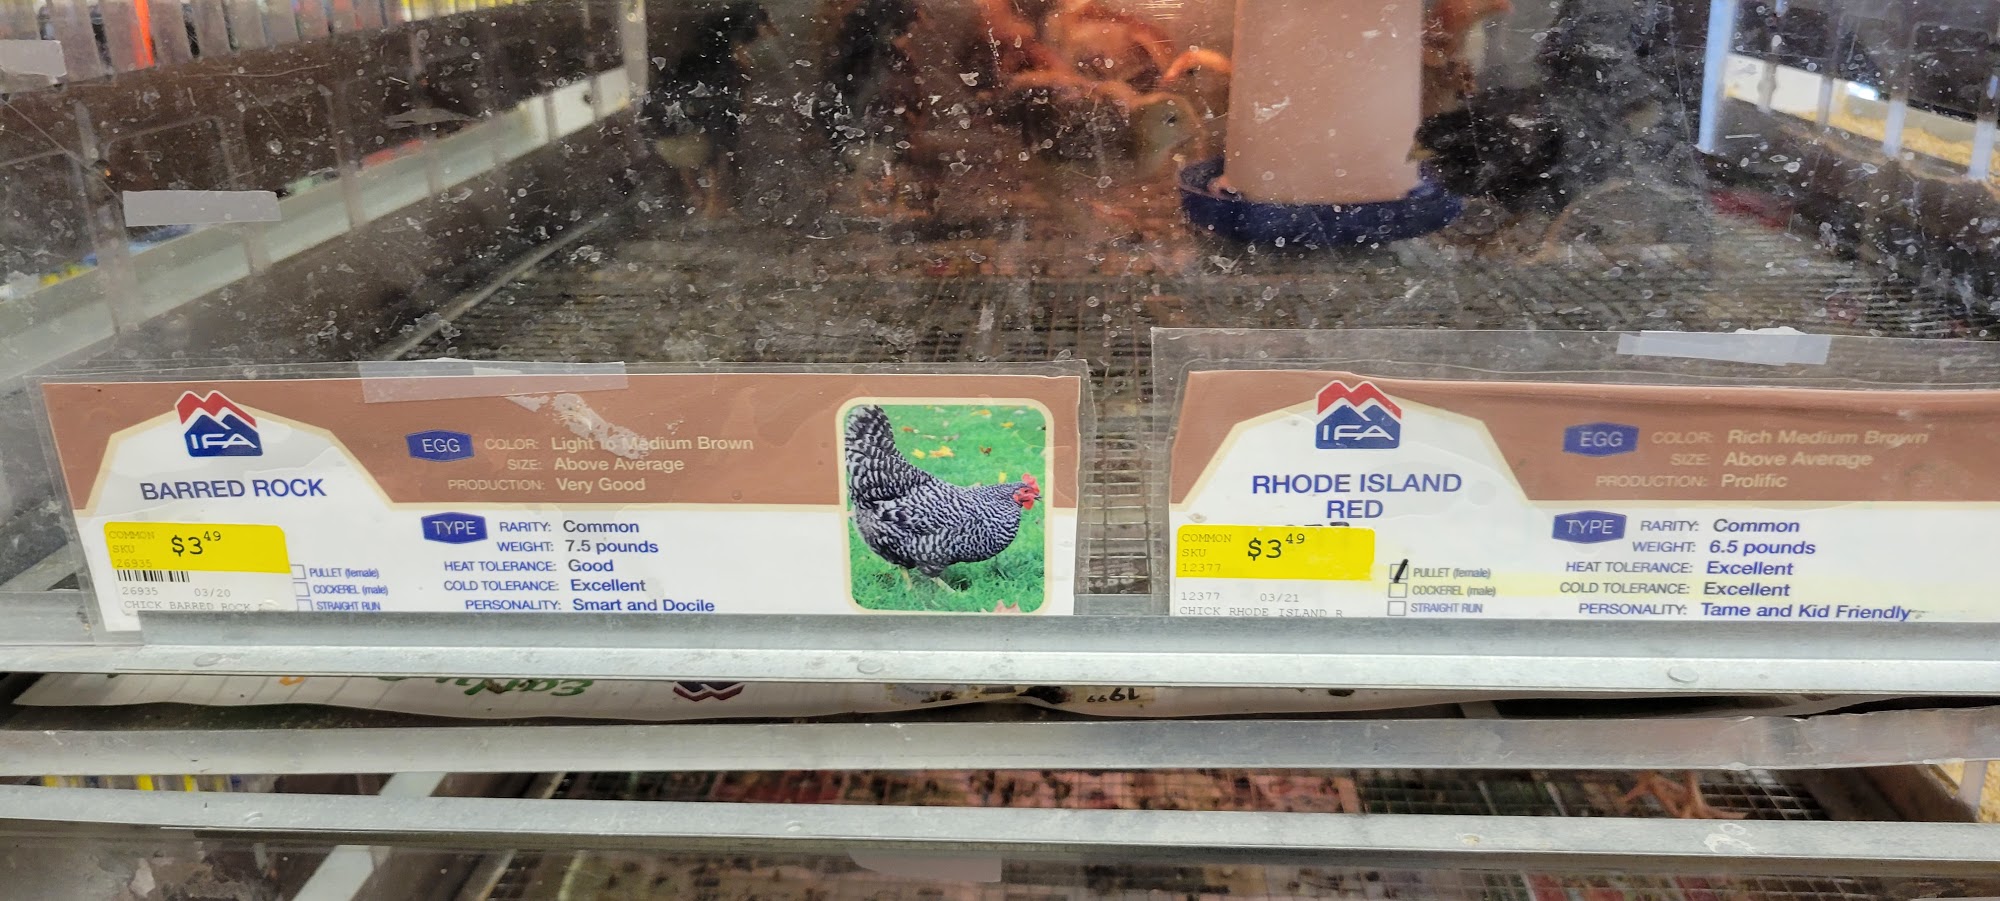 IFA
BARRED ROCK
EGG COLOR: Light to Medium Brown
SIZE: Above Average
PRODUCTION: Very Good
TYPE RARITY: Common
WEIGHT: 7.5 pounds
HEAT TOLERANCE: Good
COLD TOLERANCE: Excellent
PERSONALITY: Smart and Docile
COMMON
SKU
26935
$3 49
26935 03/20
CHICK BARRED ROCK
PULLET (female)
COCKEREL (male)
STRAIGHT RUN
IFA
RHODE ISLAND
RED
EGG COLOR: Rich Medium Brown
SIZE: Above Average
PRODUCTION: Prolific
TYPE RARITY: Common
WEIGHT: 6.5 pounds
HEAT TOLERANCE: Excellent
COLD TOLERANCE: Excellent
PERSONALITY: Tame and Kid Friendly
COMMON
SKU
12377
$3 49
12377 03/21
CHICK RHODE ISLAND R
PULLET (female)
COCKEREL (male)
STRAIGHT RUN
1999